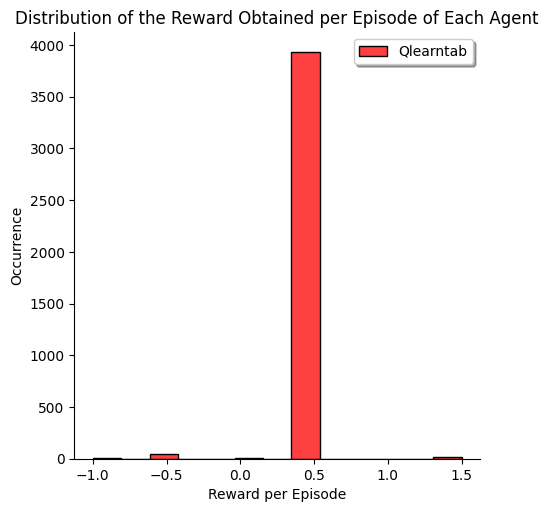 Distribution of the Reward Obtained per Episode of Each Agent
Qlearntab
4000
3500
3000
2500
2000
1500
1000
500
0
Occurrence
−1.0 −0.5 0.0 0.5 1.0 1.5
Reward per Episode